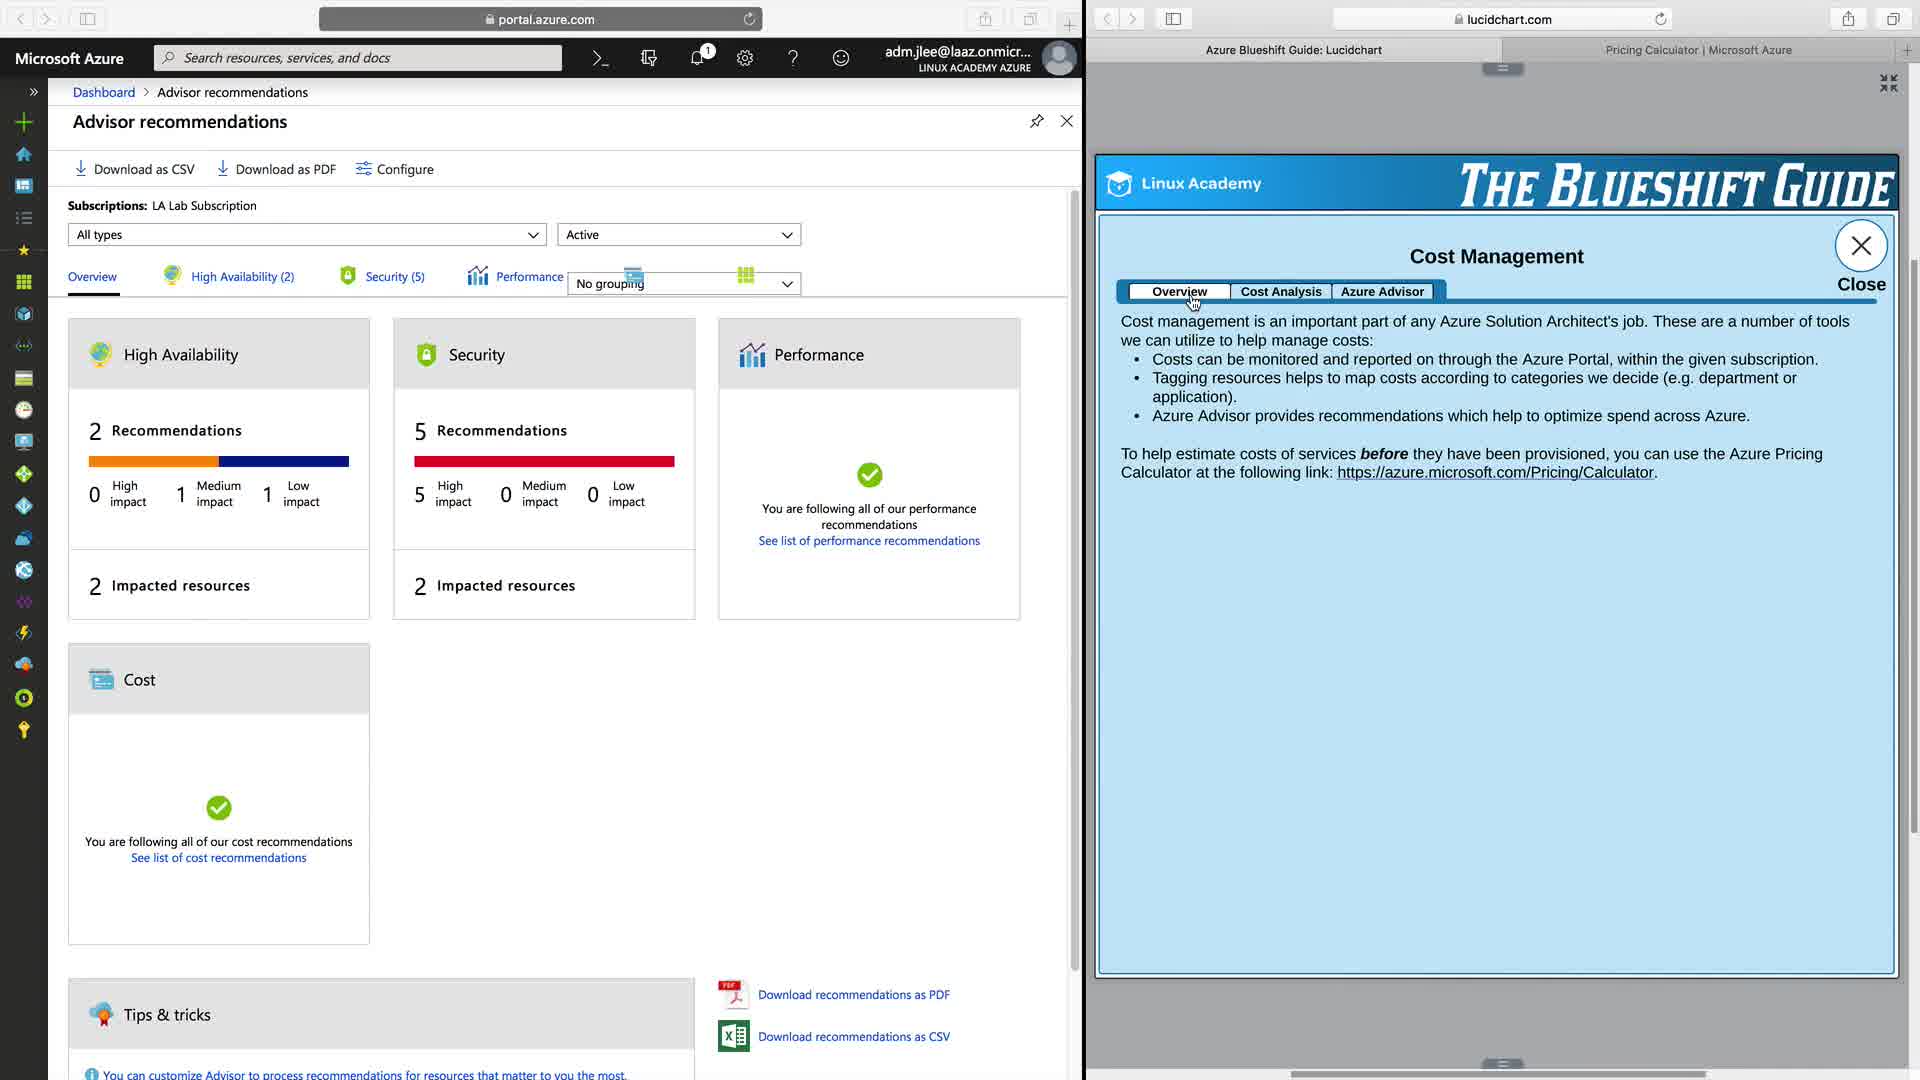 portal.azure.com
Microsoft Azure
Search resources, services, and docs
1
adm.jlee@laaz.onmicr...
LINUX ACADEMY AZURE
Dashboard > Advisor recommendations
Advisor recommendations
Download as CSV
Download as PDF
Configure
Subscriptions: LA Lab Subscription
All types
Active
Overview
High Availability (2)
Security (5)
Performance
No grouping
High Availability
2 Recommendations
0 High impact
1 Medium impact
1 Low impact
2 Impacted resources
Security
5 Recommendations
5 High impact
0 Medium impact
0 Low impact
2 Impacted resources
Performance
You are following all of our performance
recommendations
See list of performance recommendations
Cost
You are following all of our cost recommendations
See list of cost recommendations
Tips & tricks
You can customize Advisor to process recommendations for resources that matter to you the most.
PDF
Download recommendations as PDF
Download recommendations as CSV
lucidchart.com
Azure Blueshift Guide: Lucidchart
Pricing Calculator | Microsoft Azure
Linux Academy
THE BLUESHIFT GUIDE
Cost Management
Close
Overview
Cost Analysis
Azure Advisor
Cost management is an important part of any Azure Solution Architect's job. These are a number of tools
we can utilize to help manage costs:
• Costs can be monitored and reported on through the Azure Portal, within the given subscription.
• Tagging resources helps to map costs according to categories we decide (e.g. department or
application).
• Azure Advisor provides recommendations which help to optimize spend across Azure.
To help estimate costs of services before they have been provisioned, you can use the Azure Pricing
Calculator at the following link: https://azure.microsoft.com/Pricing/Calculator.